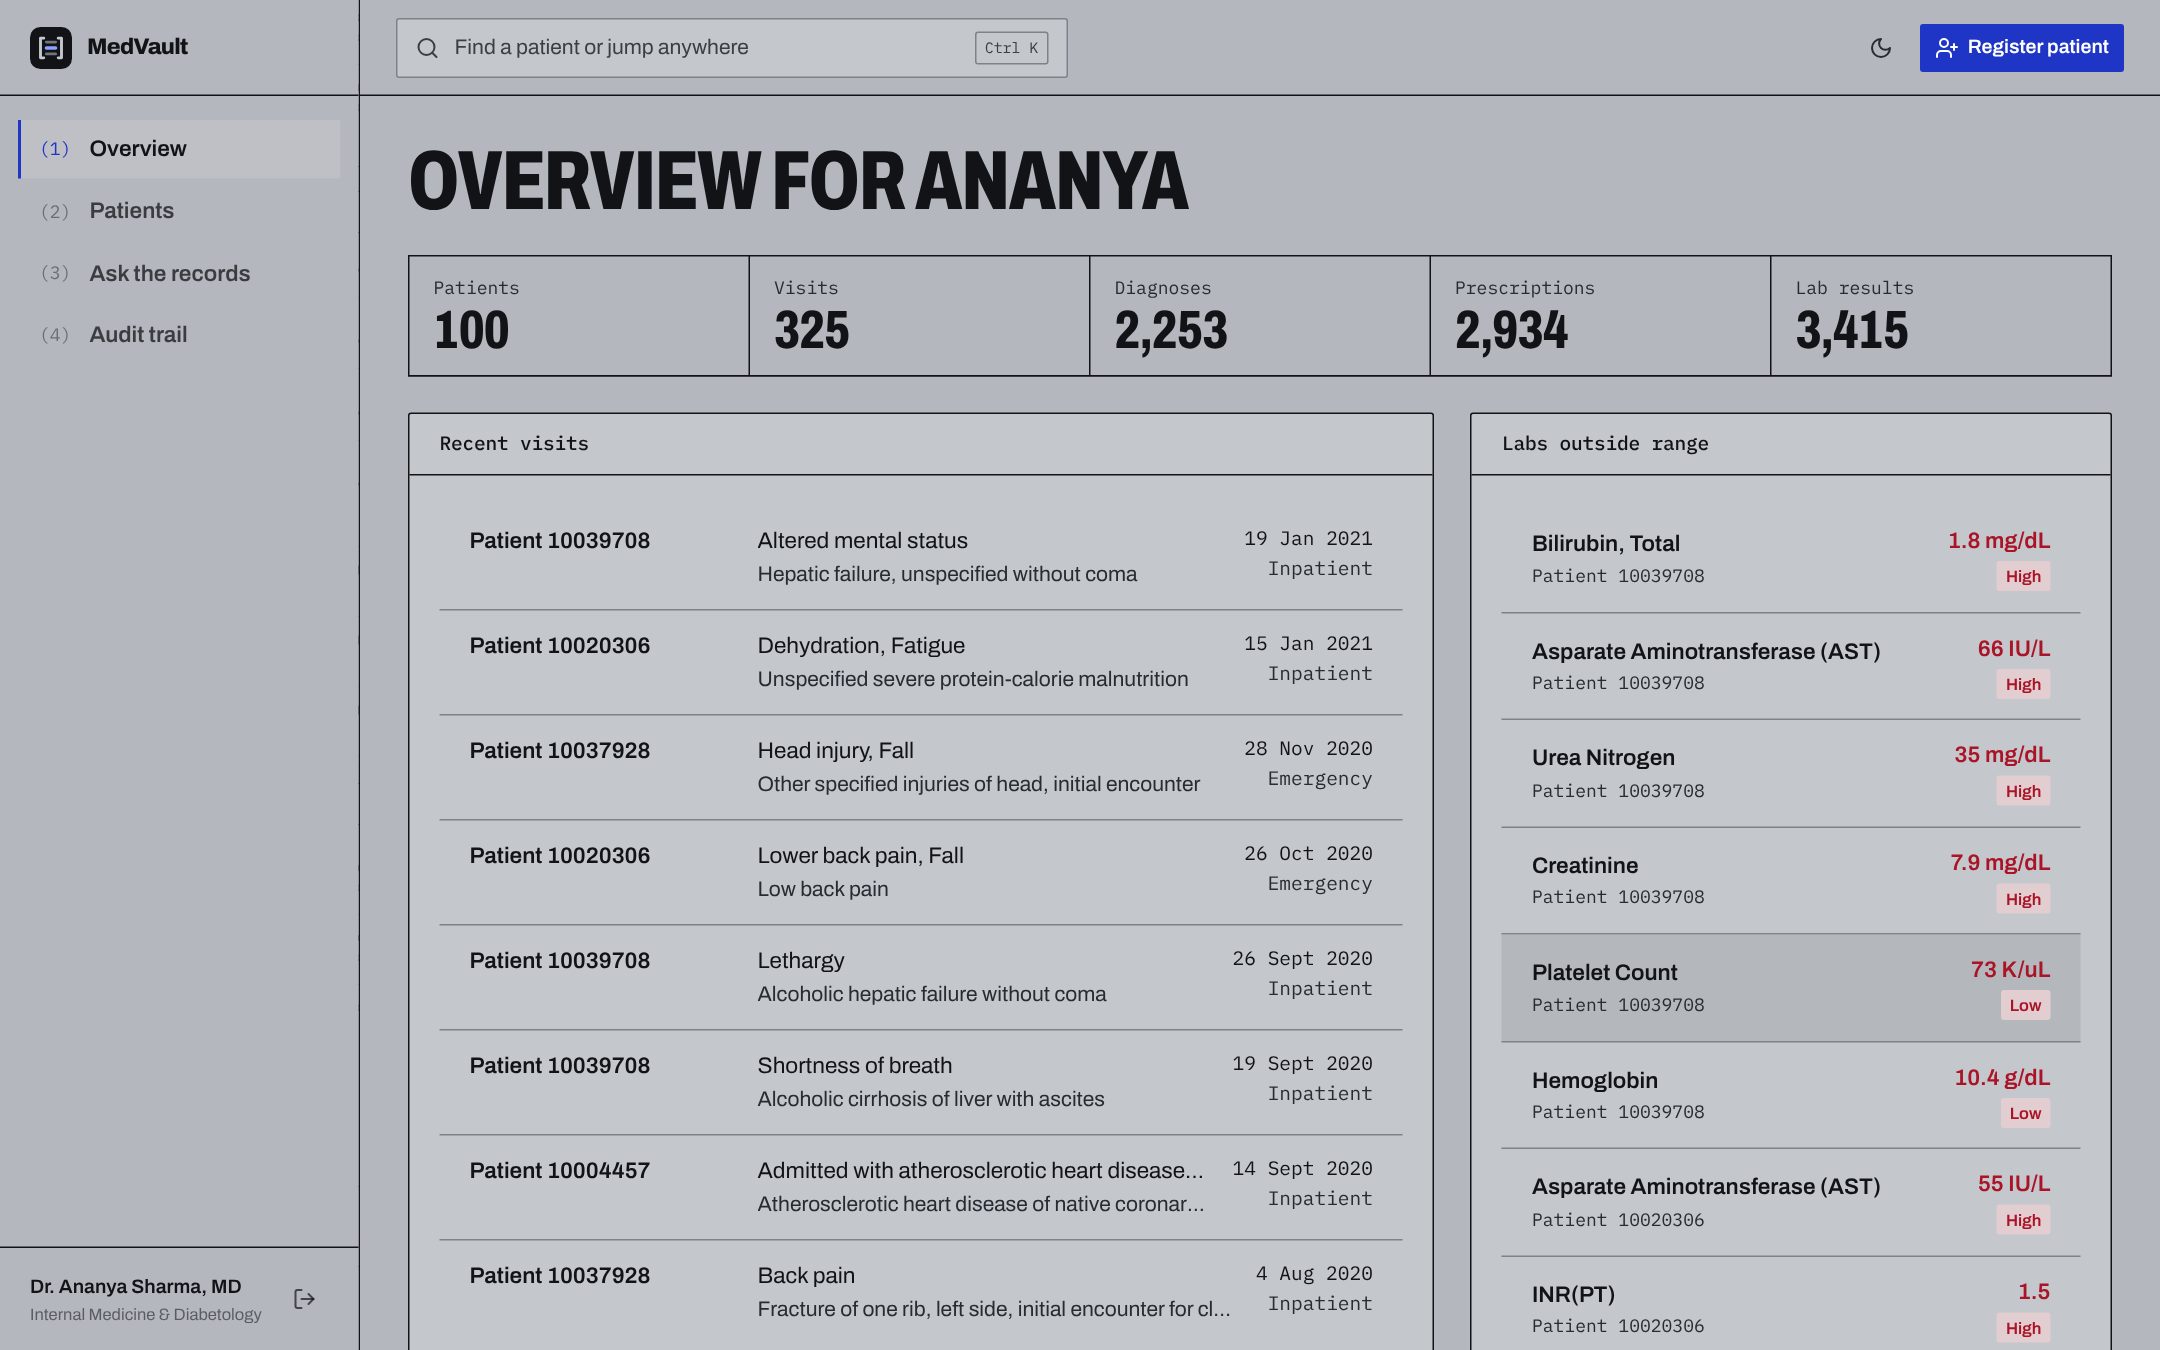 MedVault
Find a patient or jump anywhere
Ctrl K
Register patient
(1) Overview
(2) Patients
(3) Ask the records
(4) Audit trail
OVERVIEW FOR ANANYA
Patients
100
Visits
325
Diagnoses
2,253
Prescriptions
2,934
Lab results
3,415
Recent visits
Patient 10039708 Altered mental status 19 Jan 2021
Hepatic failure, unspecified without coma Inpatient
Patient 10020306 Dehydration, Fatigue 15 Jan 2021
Unspecified severe protein-calorie malnutrition Inpatient
Patient 10037928 Head injury, Fall 28 Nov 2020
Other specified injuries of head, initial encounter Emergency
Patient 10020306 Lower back pain, Fall 26 Oct 2020
Low back pain Emergency
Patient 10039708 Lethargy 26 Sept 2020
Alcoholic hepatic failure without coma Inpatient
Patient 10039708 Shortness of breath 19 Sept 2020
Alcoholic cirrhosis of liver with ascites Inpatient
Patient 10004457 Admitted with atherosclerotic heart disease... 14 Sept 2020
Atherosclerotic heart disease of native coronar... Inpatient
Patient 10037928 Back pain 4 Aug 2020
Fracture of one rib, left side, initial encounter for cl... Inpatient
Labs outside range
Bilirubin, Total 1.8 mg/dL
Patient 10039708 High
Asparate Aminotransferase (AST) 66 IU/L
Patient 10039708 High
Urea Nitrogen 35 mg/dL
Patient 10039708 High
Creatinine 7.9 mg/dL
Patient 10039708 High
Platelet Count 73 K/uL
Patient 10039708 Low
Hemoglobin 10.4 g/dL
Patient 10039708 Low
Asparate Aminotransferase (AST) 55 IU/L
Patient 10020306 High
INR(PT) 1.5
Patient 10020306 High
Dr. Ananya Sharma, MD
Internal Medicine & Diabetology